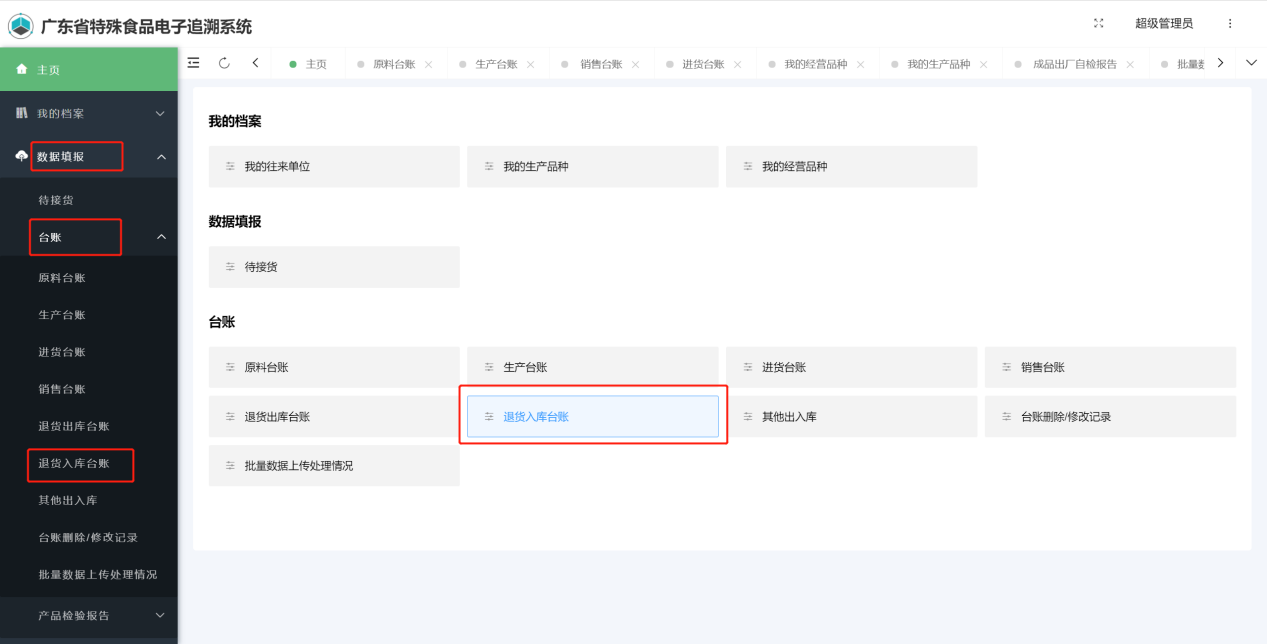 广东省特殊食品电子追溯系统
超级管理员
主页
我的档案
数据填报
待接货
台账
原料台账
生产台账
进货台账
销售台账
退货出库台账
退货入库台账
其他出入库
台账删除/修改记录
批量数据上传处理情况
产品检验报告
主页 原料台账 生产台账 销售台账 进货台账 我的经营品种 我的生产品种 成品出厂自检报告 批量
我的档案
我的往来单位 我的生产品种 我的经营品种
数据填报
待接货
台账
原料台账 生产台账 进货台账 销售台账
退货出库台账 退货入库台账 其他出入库 台账删除/修改记录
批量数据上传处理情况